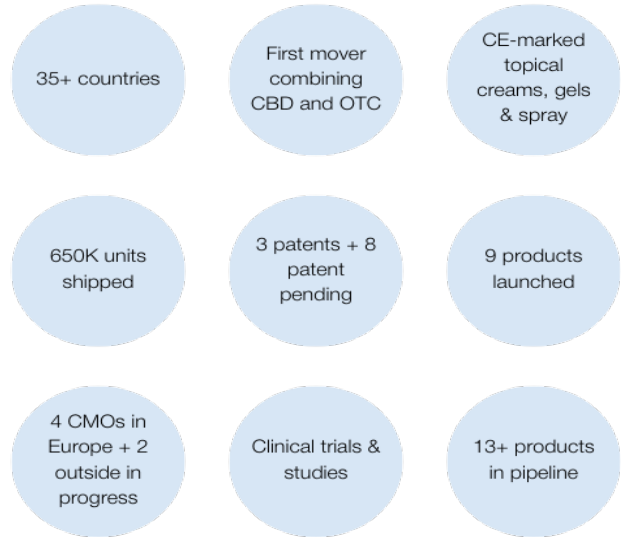 35+ countries
First mover
combining
CBD and OTC
CE-marked
topical
creams, gels
& spray
650K units
shipped
3 patents + 8
patent
pending
9 products
launched
4 CMOs in
Europe + 2
outside in
progress
Clinical trials &
studies
13+ products
in pipeline